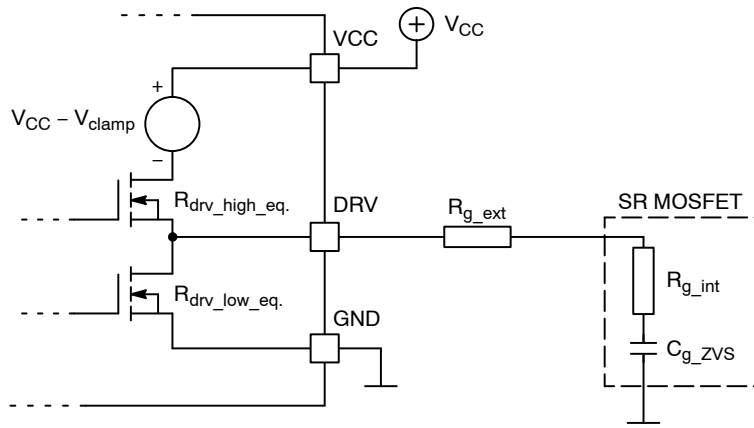 VCC
V_CC
+
V_CC – V_clamp
–
R_drv_high_eq.
DRV
R_g_ext
SR MOSFET
R_g_int
R_drv_low_eq.
GND
C_g_ZVS